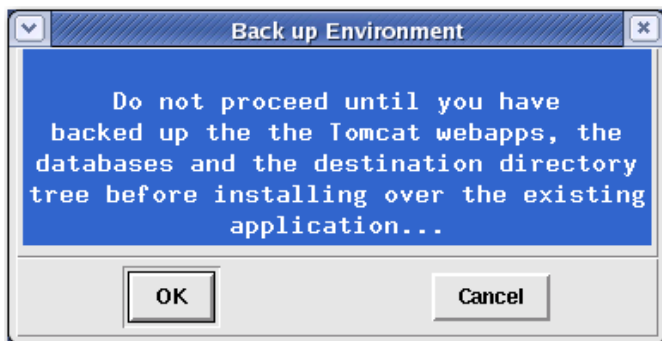 Back up Environment
Do not proceed until you have
backed up the the Tomcat webapps, the
databases and the destination directory
tree before installing over the existing
application...
OK
Cancel